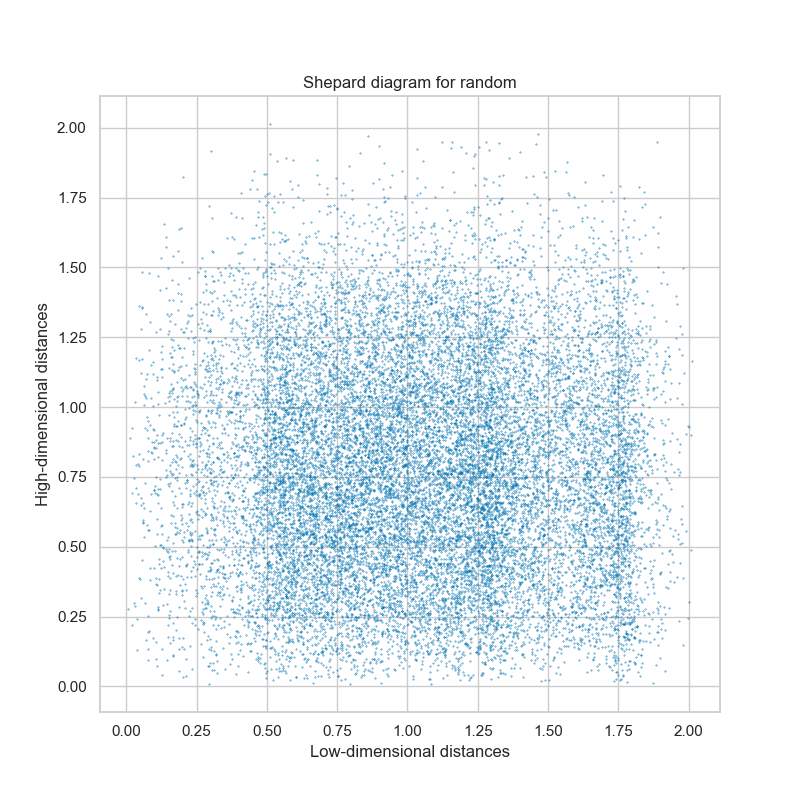 Shepard diagram for random
2.00
1.75
1.50
1.25
1.00
0.75
0.50
0.25
0.00
High-dimensional distances
0.00 0.25 0.50 0.75 1.00 1.25 1.50 1.75 2.00
Low-dimensional distances